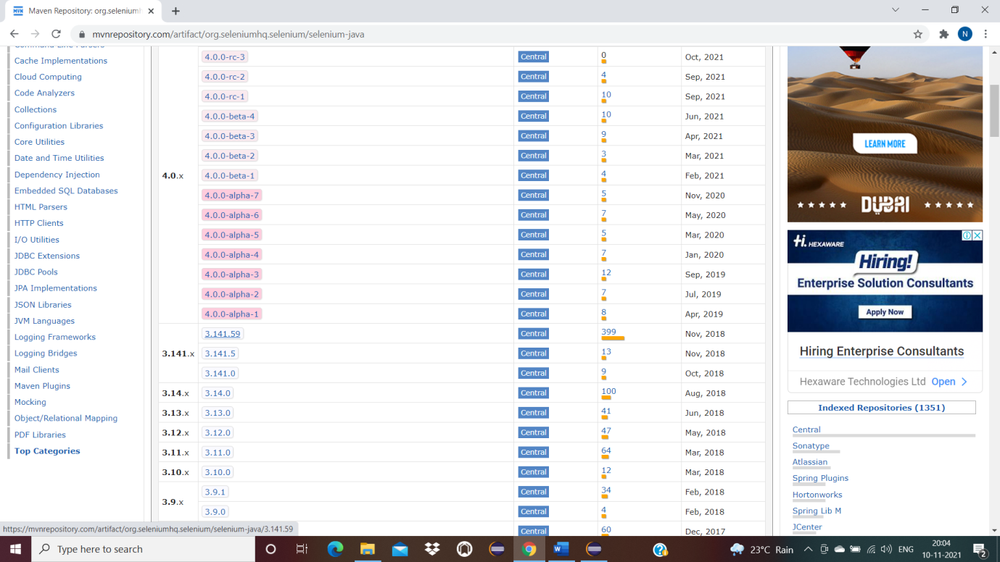 Maven Repository: org.seleniumh
mvnrepository.com/artifact/org.seleniumhq.selenium/selenium-java
N
Command Line Parsers
Cache Implementations
Cloud Computing
Code Analyzers
Collections
Configuration Libraries
Core Utilities
Date and Time Utilities
Dependency Injection
Embedded SQL Databases
HTML Parsers
HTTP Clients
I/O Utilities
JDBC Extensions
JDBC Pools
JPA Implementations
JSON Libraries
JVM Languages
Logging Frameworks
Logging Bridges
Mail Clients
Maven Plugins
Mocking
Object/Relational Mapping
PDF Libraries
Top Categories
4.0.x
4.0.0-rc-3 Central 0 Oct, 2021
4.0.0-rc-2 Central 4 Sep, 2021
4.0.0-rc-1 Central 10 Sep, 2021
4.0.0-beta-4 Central 10 Jun, 2021
4.0.0-beta-3 Central 9 Apr, 2021
4.0.0-beta-2 Central 3 Mar, 2021
4.0.0-beta-1 Central 4 Feb, 2021
4.0.0-alpha-7 Central 5 Nov, 2020
4.0.0-alpha-6 Central 7 May, 2020
4.0.0-alpha-5 Central 5 Mar, 2020
4.0.0-alpha-4 Central 7 Jan, 2020
4.0.0-alpha-3 Central 12 Sep, 2019
4.0.0-alpha-2 Central 7 Jul, 2019
4.0.0-alpha-1 Central 8 Apr, 2019
3.141.x
3.141.59 Central 399 Nov, 2018
3.141.5 Central 13 Nov, 2018
3.141.0 Central 9 Oct, 2018
3.14.x 3.14.0 Central 100 Aug, 2018
3.13.x 3.13.0 Central 41 Jun, 2018
3.12.x 3.12.0 Central 47 May, 2018
3.11.x 3.11.0 Central 64 Mar, 2018
3.10.x 3.10.0 Central 12 Mar, 2018
3.9.x
3.9.1 Central 34 Feb, 2018
3.9.0 Central 4 Feb, 2018
Central 60 Dec, 2017
LEARN MORE
DUBAI
Hi. HEXAWARE
Hiring!
Enterprise Solution Consultants
Apply Now
Hiring Enterprise Consultants
Hexaware Technologies Ltd Open
Indexed Repositories (1351)
Central
Sonatype
Atlassian
Spring Plugins
Hortonworks
Spring Lib M
JCenter
https://mvnrepository.com/artifact/org.seleniumhq.selenium/selenium-java/3.141.59
Type here to search
23°C Rain
ENG
20:04
10-11-2021
2